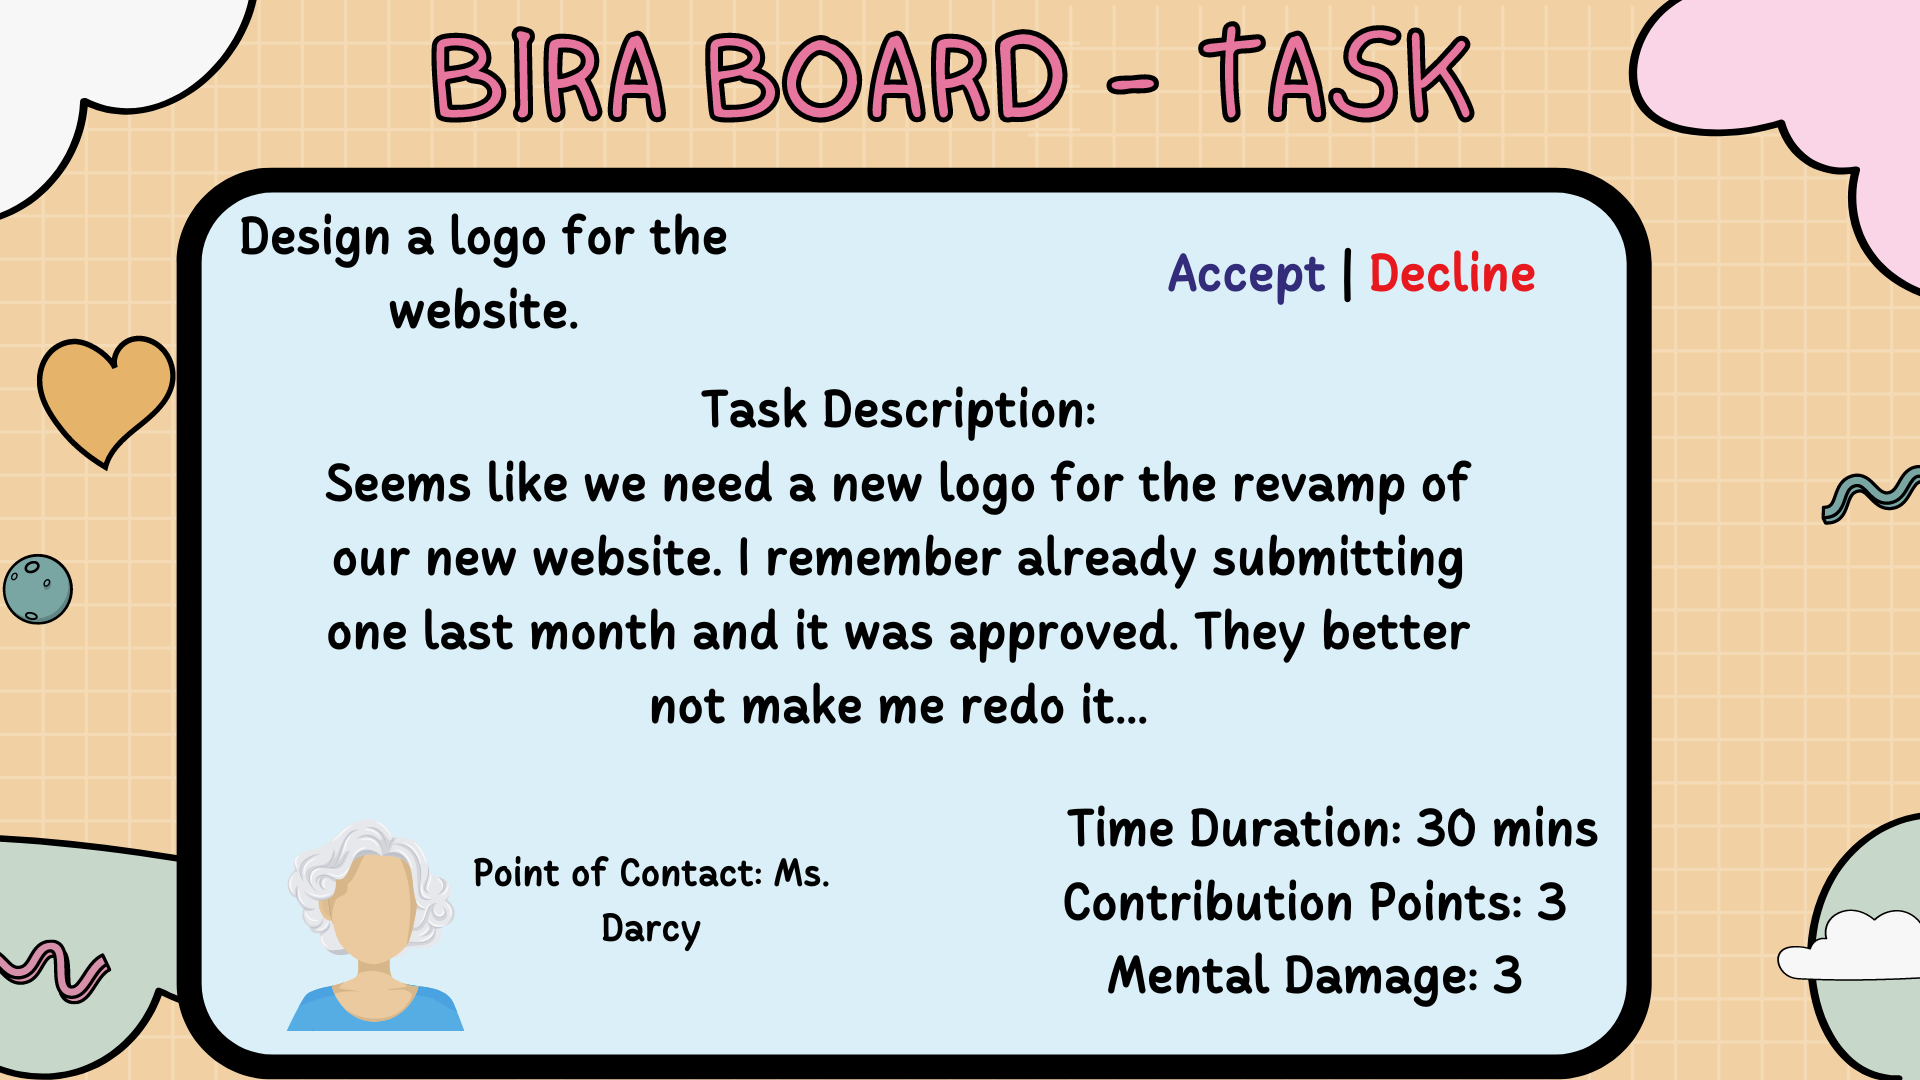 BIRA BOARD - TASK
Design a logo for the
website.
Accept | Decline
Task Description:
Seems like we need a new logo for the revamp of
our new website. I remember already submitting
one last month and it was approved. They better
not make me redo it...
Point of Contact: Ms.
Darcy
Time Duration: 30 mins
Contribution Points: 3
Mental Damage: 3